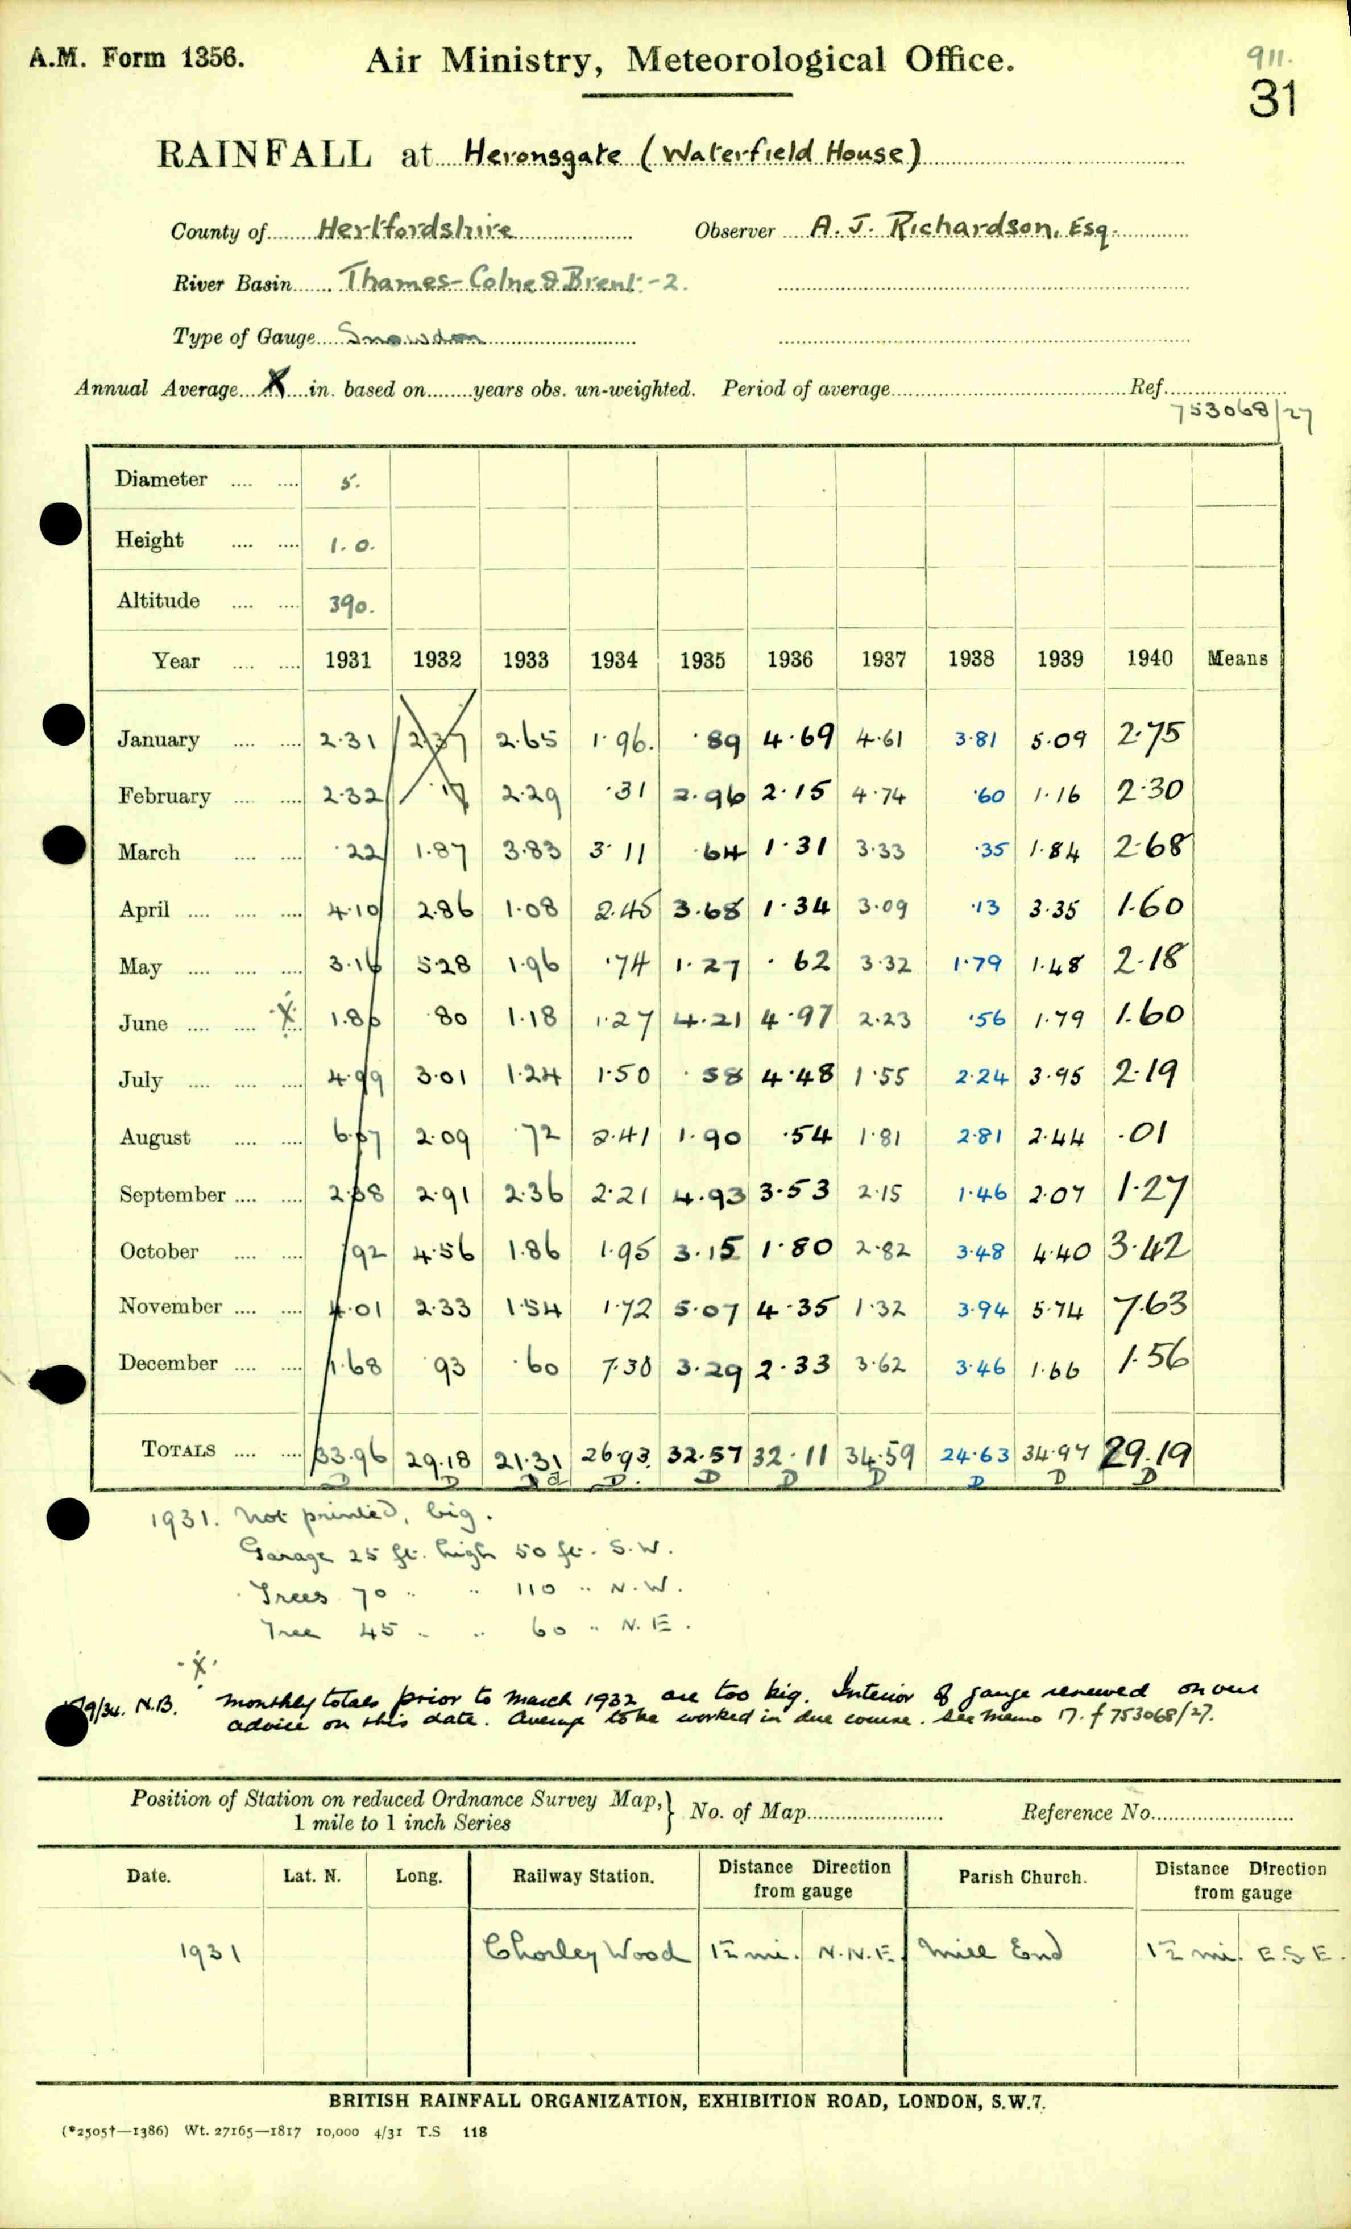 A.M. Form 1356.
Air Ministry, Meteorological Office.
911.
31
RAINFALL at Heronsgate (Waterfield House)
County of Hertfordshire Observer A. J. Richardson, Esq.
River Basin Thames-Colne & Brent-2.
Type of Gauge Snowdon
Annual Average X in. based on years obs. un-weighted. Period of average Ref.
753068/27
Diameter 5.
Height 1.0.
Altitude 390.
Year 1931 1932 1933 1934 1935 1936 1937 1938 1939 1940 Means
January 2.31 2.37 2.65 1.96. .89 4.69 4.61 3.81 5.09 2.75
February 2.32 .17 2.29 .31 2.96 2.15 4.74 .60 1.16 2.30
March .22 1.87 3.83 3.11 .64 1.31 3.33 .35 1.84 2.68
April 4.10 2.86 1.08 2.45 3.68 1.34 3.09 .13 3.35 1.60
May 3.16 5.28 1.96 .74 1.27 .62 3.32 1.79 1.48 2.18
June X 1.80 .80 1.18 1.27 4.21 4.97 2.23 .56 1.79 1.60
July 4.99 3.01 1.24 1.50 .58 4.48 1.55 2.24 3.95 2.19
August 6.07 2.09 .72 2.41 1.90 .54 1.81 2.81 2.44 .01
September 2.38 2.91 2.36 2.21 4.93 3.53 2.15 1.46 2.07 1.27
October .92 4.56 1.86 1.95 3.15 1.80 2.82 3.48 4.40 3.42
November 4.01 2.33 1.54 1.72 5.07 4.35 1.32 3.94 5.74 7.63
December 1.68 .93 .60 7.30 3.29 2.33 3.62 3.46 1.66 1.56
TOTALS 33.96 29.18 21.31 26.93. 32.57 32.11 34.59 24.63 34.97 29.19
D D D d D. D D D D D D
1931. Not printed, big.
Garage 25 ft. high 50 ft. S.W.
Trees 70 " " 110 " N.W.
Tree 45 " " 60 " N.E.
X
9/34. N.B. monthly totals prior to March 1932 are too big. Interior of gauge renewed on our
advice on this date. Average to be worked in due course. See memo 17. f 753068/27.
Position of Station on reduced Ordnance Survey Map, 1 mile to 1 inch Series } No. of Map Reference No.
Date. Lat. N. Long. Railway Station. Distance Direction from gauge Parish Church. Distance Direction from gauge
1931 Chorley Wood 1½ mi. N.N.E. Mill End 1½ mi. E.S.E.
BRITISH RAINFALL ORGANIZATION, EXHIBITION ROAD, LONDON, S.W.7.
(*2505†—1386) Wt. 27165—1817 10,000 4/31 T.S 118